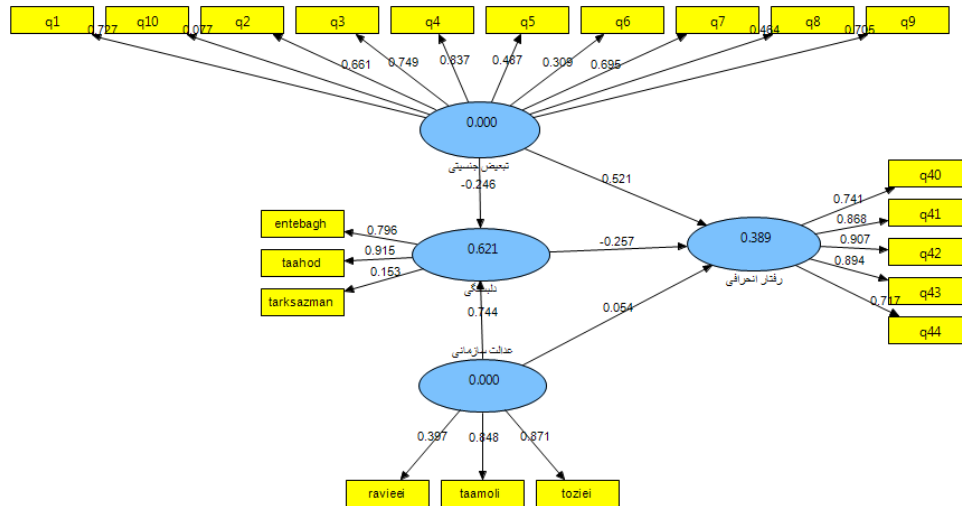 q1 q10 q2 q3 q4 q5 q6 q7 q8 q9
0.727 0.077 0.661 0.749 0.837 0.487 0.309 0.695 0.464 0.705
0.000
تبعیض جنسیتی
-0.246
0.521
entebagh
taahod
tarksazman
0.796
0.915
0.153
0.621
دلبستگی
-0.257
0.389
رفتار انحرافی
0.741
0.868
0.907
0.894
0.717
q40
q41
q42
q43
q44
0.744
0.054
عدالت سازمانی
0.000
0.397 0.848 0.871
ravieei taamoli toziei